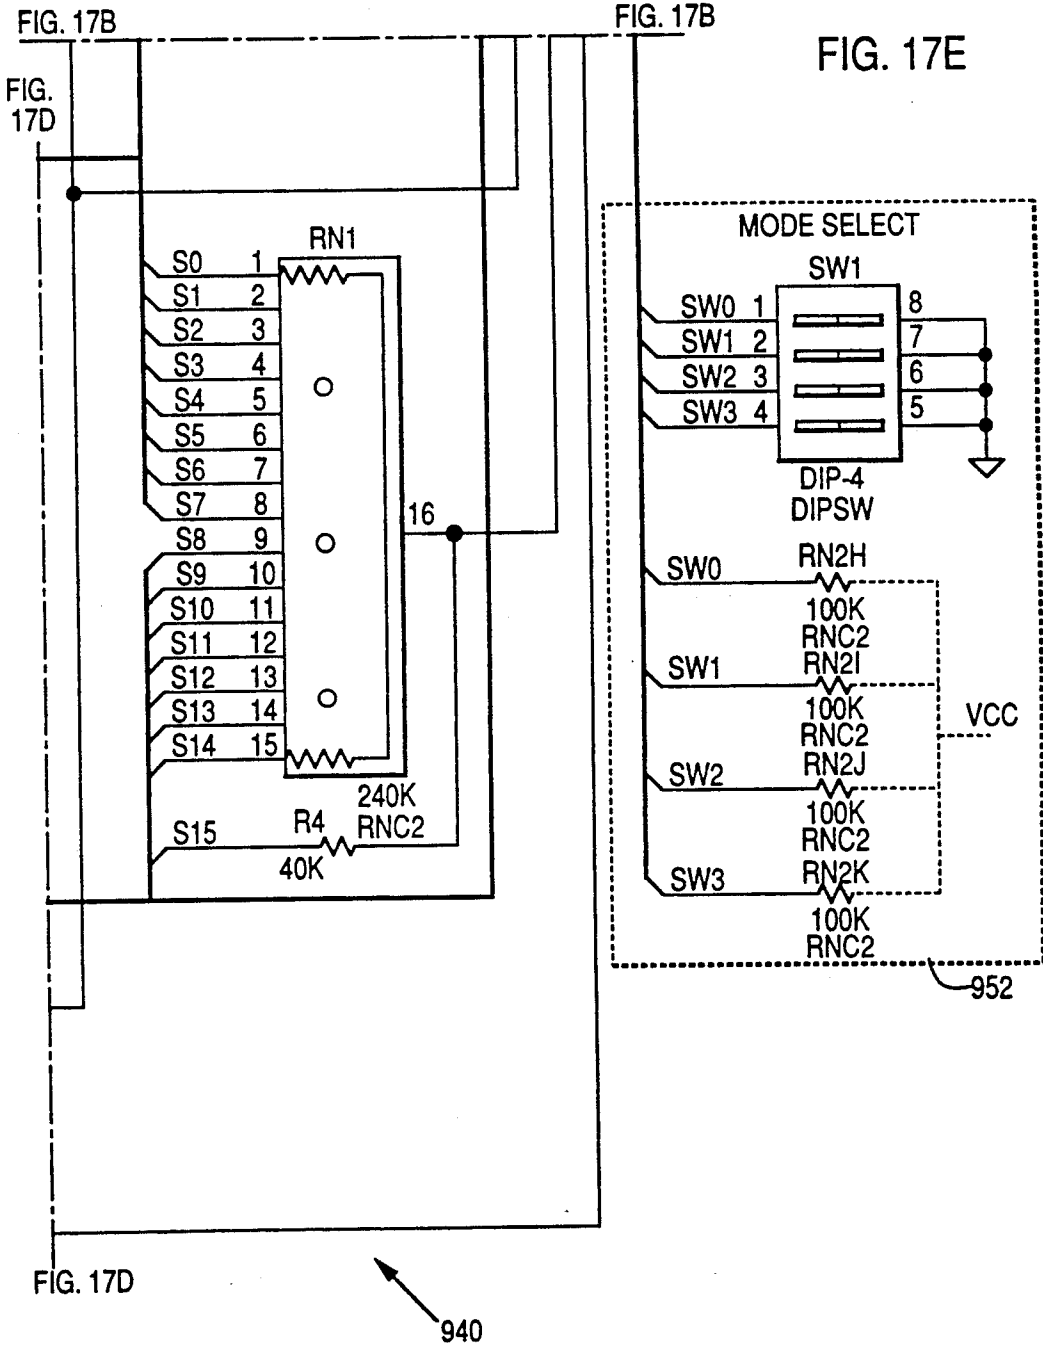 FIG. 17B
FIG. 17B
FIG. 17E
FIG.
17D
MODE SELECT
RN1
SW1
S0 1
S1 2
S2 3
S3 4
S4 5
S5 6
S6 7
S7 8
S8 9
S9 10
S10 11
S11 12
S12 13
S13 14
S14 15
16
240K
RNC2
S15
R4
40K
SW0 1
SW1 2
SW2 3
SW3 4
8
7
6
5
DIP-4
DIPSW
SW0
RN2H
100K
RNC2
SW1
RN2I
100K
RNC2
VCC
SW2
RN2J
100K
RNC2
SW3
RN2K
100K
RNC2
952
FIG. 17D
940